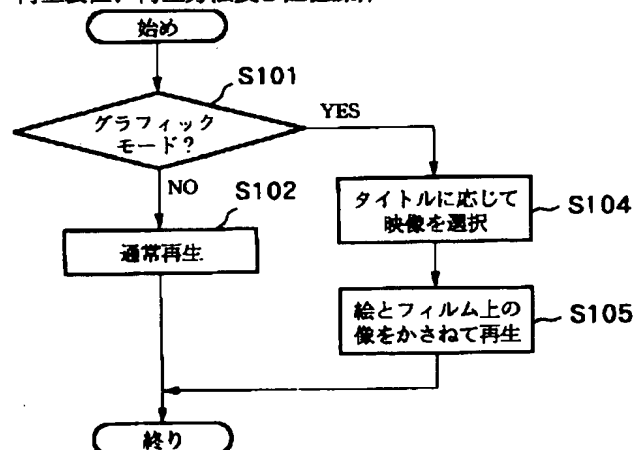 始め
S101
グラフィック
モード?
YES
NO
S102
通常再生
タイトルに応じて
映像を選択
S104
絵とフィルム上の
像をかさねて再生
S105
終り